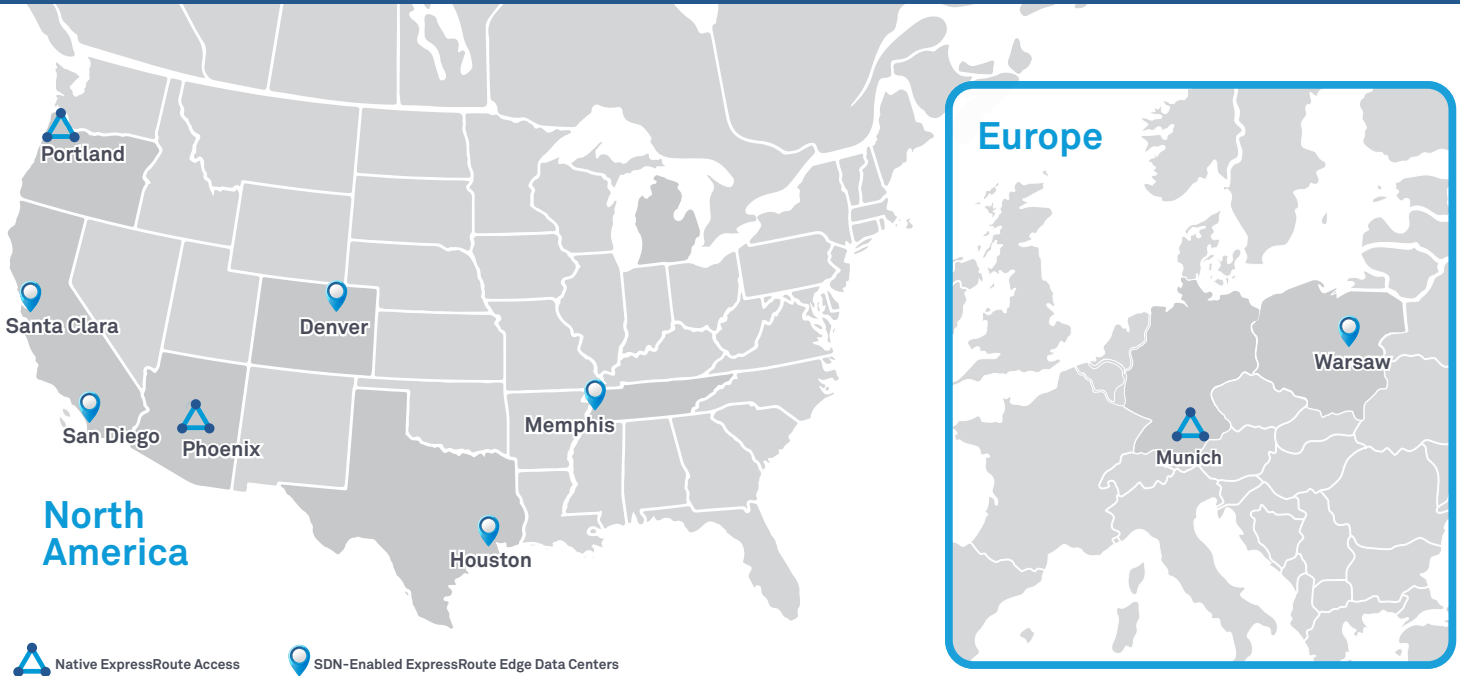 Portland
Santa Clara
Denver
San Diego
Phoenix
Memphis
Houston
North
America
Europe
Warsaw
Munich
Native ExpressRoute Access
SDN-Enabled ExpressRoute Edge Data Centers